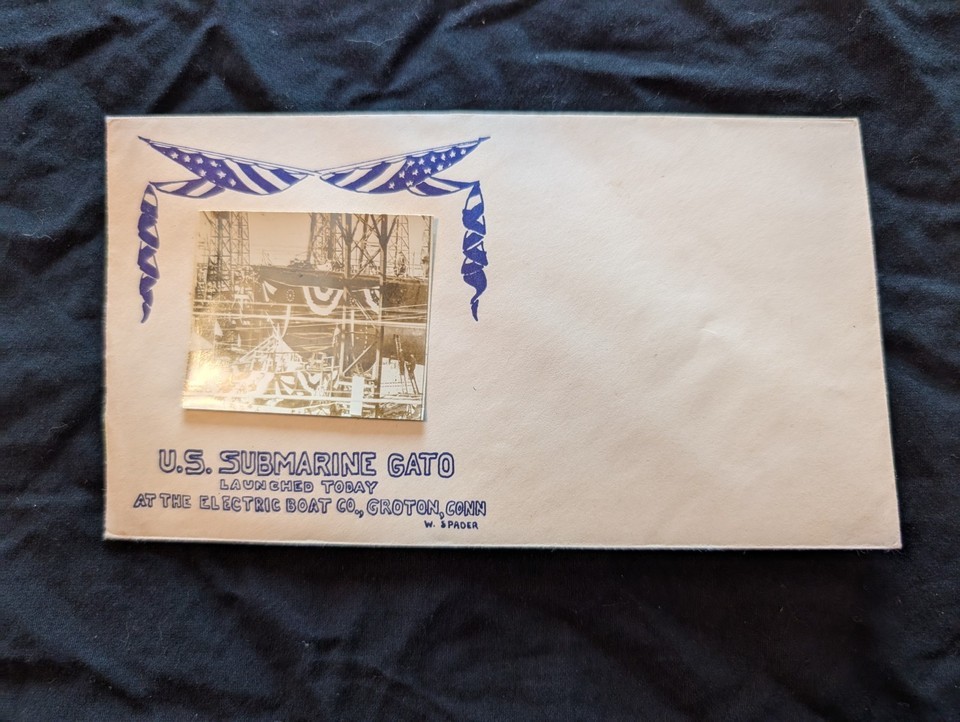 U.S. SUBMARINE GATO
LAUNCHED TODAY
AT THE ELECTRIC BOAT CO., GROTON, CONN
W. SPADER